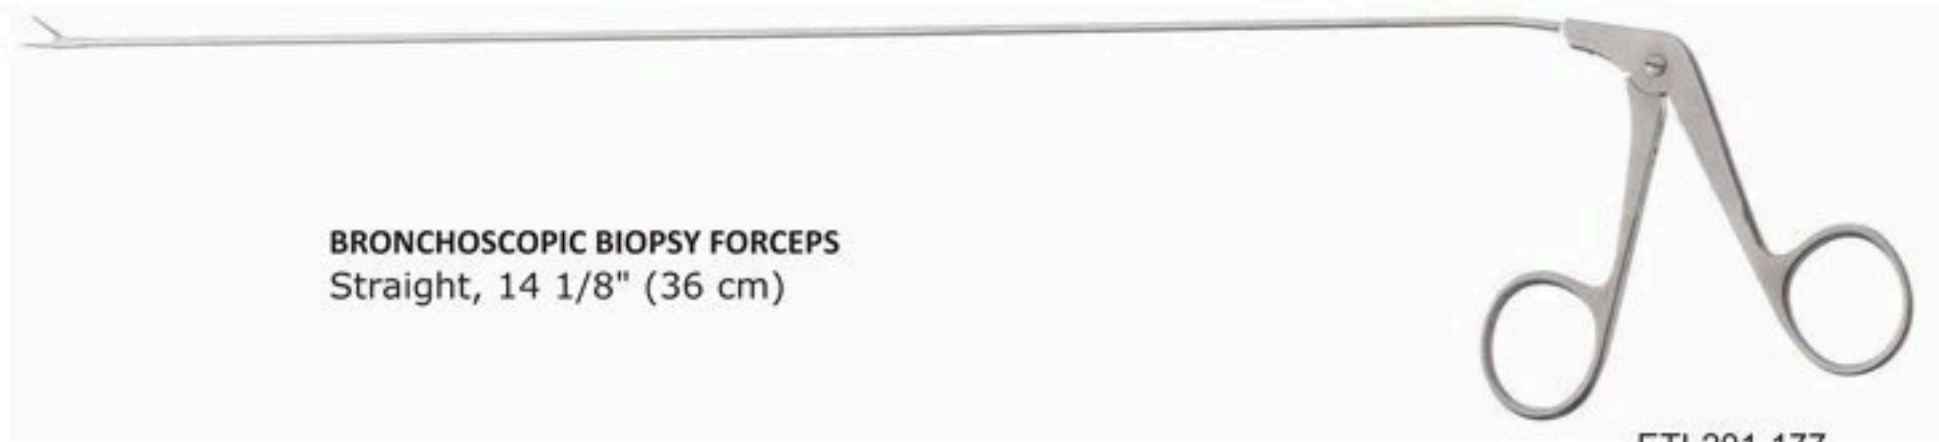 BRONCHOSCOPIC BIOPSY FORCEPS
Straight, 14 1/8" (36 cm)